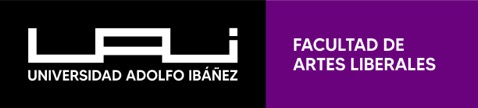 UAI
UNIVERSIDAD ADOLFO IBÁÑEZ
FACULTAD DE
ARTES LIBERALES